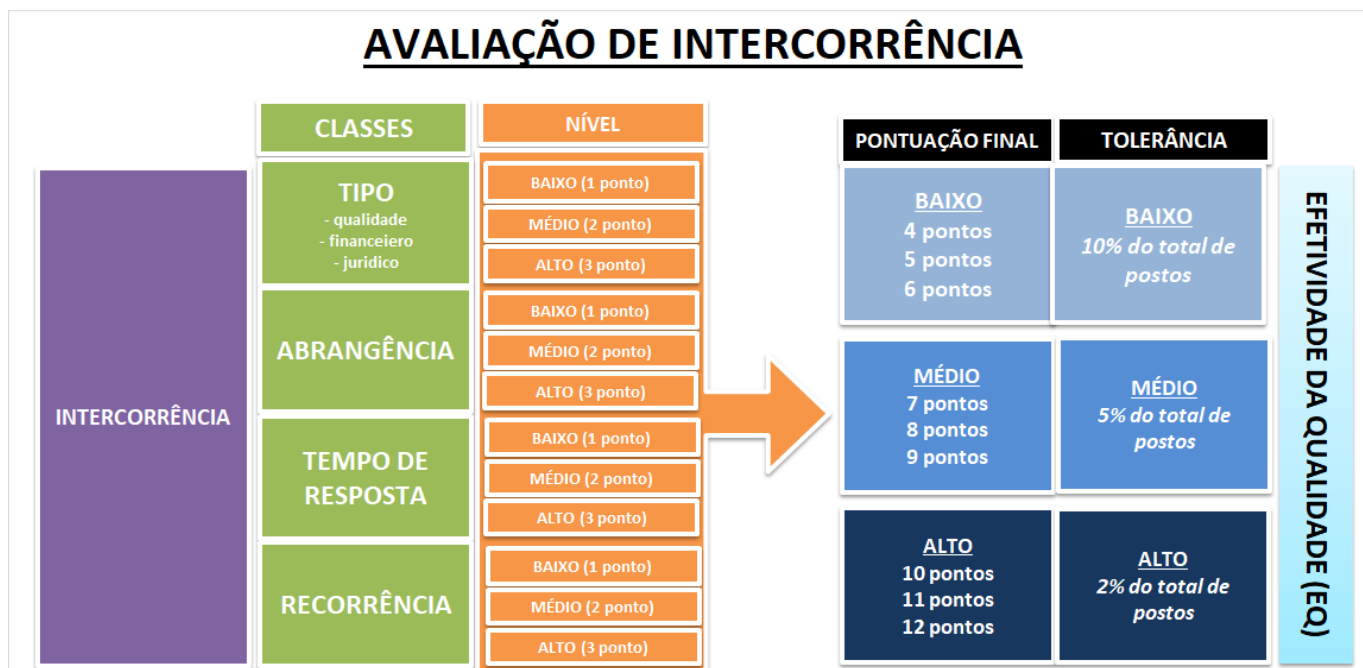 AVALIAÇÃO DE INTERCORRÊNCIA
INTERCORRÊNCIA
CLASSES
NÍVEL
TIPO
- qualidade
- financeiero
- juridico
BAIXO (1 ponto)
MÉDIO (2 ponto)
ALTO (3 ponto)
ABRANGÊNCIA
BAIXO (1 ponto)
MÉDIO (2 ponto)
ALTO (3 ponto)
TEMPO DE
RESPOSTA
BAIXO (1 ponto)
MÉDIO (2 ponto)
ALTO (3 ponto)
RECORRÊNCIA
BAIXO (1 ponto)
MÉDIO (2 ponto)
ALTO (3 ponto)
PONTUAÇÃO FINAL
TOLERÂNCIA
BAIXO
4 pontos
5 pontos
6 pontos
BAIXO
10% do total de
postos
MÉDIO
7 pontos
8 pontos
9 pontos
MÉDIO
5% do total de
postos
ALTO
10 pontos
11 pontos
12 pontos
ALTO
2% do total de
postos
EFETIVIDADE DA QUALIDADE (EQ)